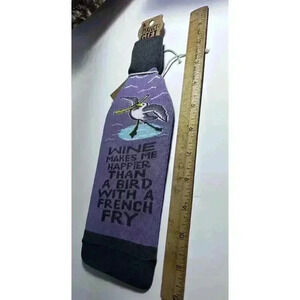 WINE
MAKES ME
HAPPIER
THAN
A BIRD
WITH A
FRENCH
FRY